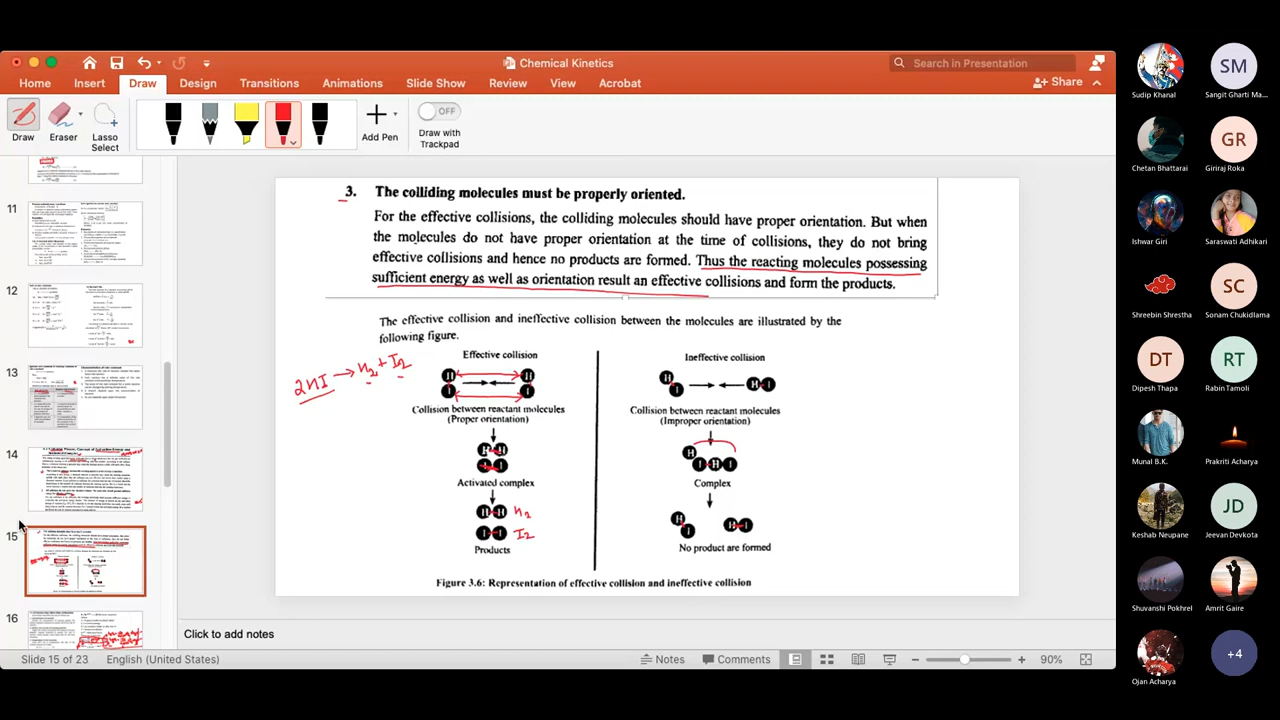 Chemical Kinetics
Search in Presentation
Home Insert Draw Design Transitions Animations Slide Show Review View Acrobat
Share
OFF
Draw Eraser Lasso Select Add Pen Draw with Trackpad
11
12
13
14
15
16
3. The colliding molecules must be properly oriented.
For the effective collisions, the colliding molecules should have proper orientation. But when
the molecules do not have proper orientation at the time of collision, they do not bring
effective collisions and hence no products are formed. Thus the reacting molecules possessing
sufficient energy as well as orientation result an effective collisions and form the products.
The effective collision and ineffective collision between the molecules are illustrated by the
following figure.
2HI → H2 + I2
Effective collision
H H
I I
Collision between reactant molecules
(Proper orientation)
H H
I I
Activated complex
H H H2
I I I2
Products
Ineffective collision
H I H I
Collision between reactant molecules
(Improper orientation)
H
I H I
Complex
H I H I
No product are formed
Figure 3.6: Representation of effective collision and ineffective collision
Click to add notes
Slide 15 of 23 English (United States) Notes Comments 90%
SM
Sudip Khanal Sangit Gharti Ma...
GR
Chetan Bhattarai Giriraj Roka
Ishwar Giri Saraswati Adhikari
SC
Shreebin Shrestha Sonam Chukidlama
DT RT
Dipesh Thapa Rabin Tamoli
Munal B.K. Prakriti Acharya
JD
Keshab Neupane Jeevan Devkota
Shuvanshi Pokhrel Amrit Gaire
+4
Ojan Acharya